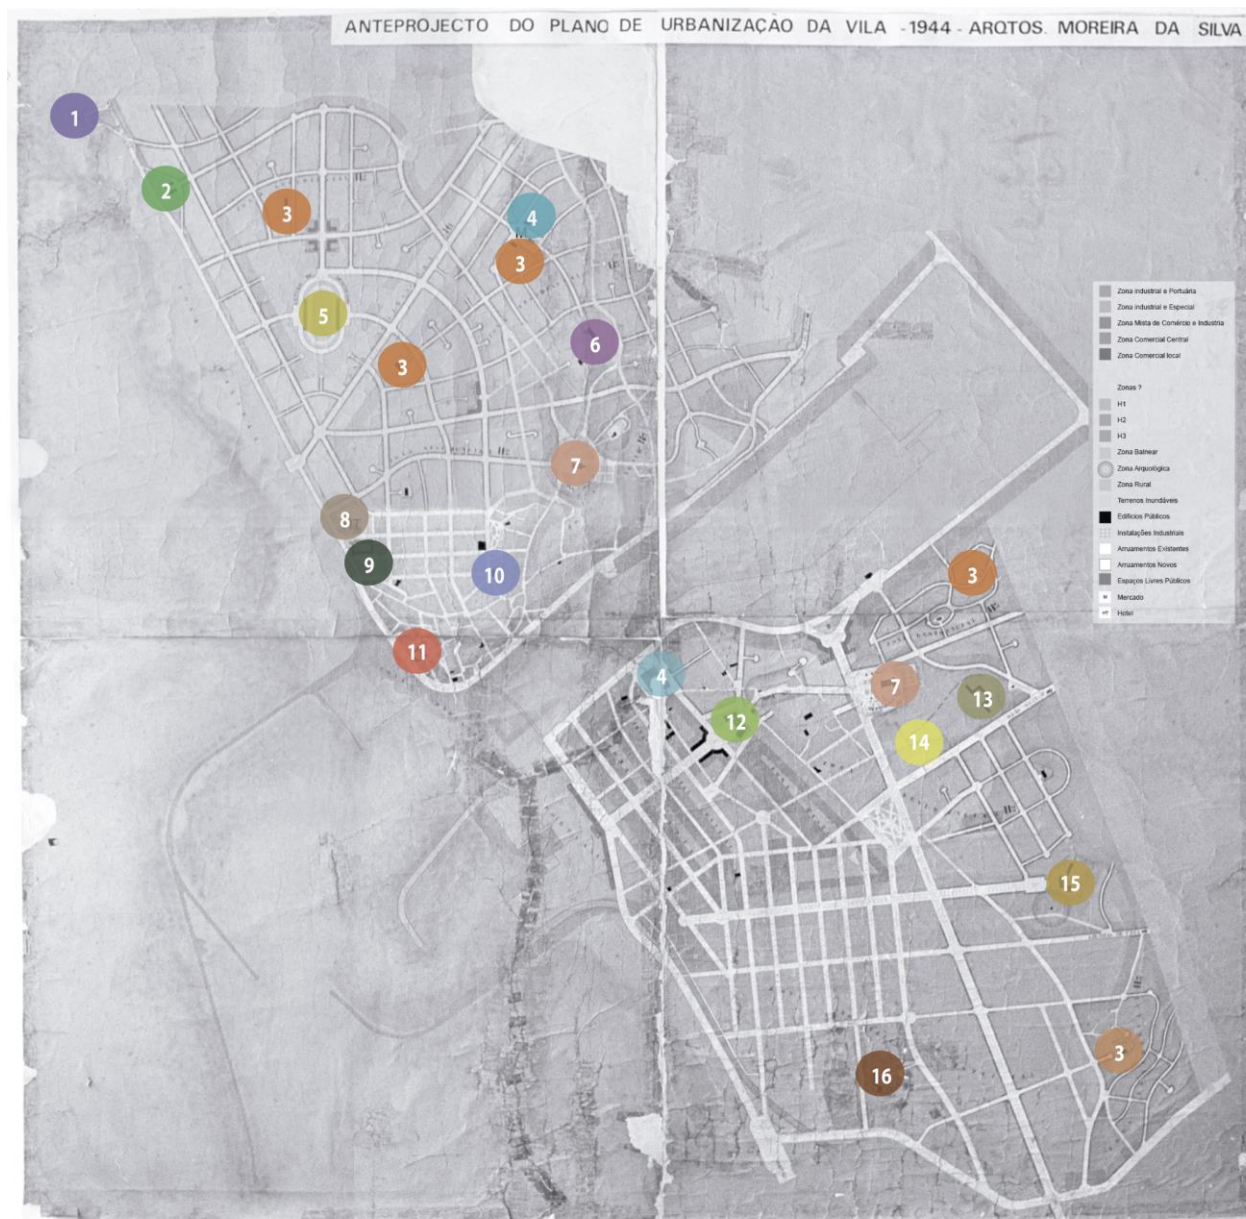 ANTEPROJECTO DO PLANO DE URBANIZAÇÃO DA VILA -1944- ARQTOS. MOREIRA DA SILVA
1
2
3
4
3
5
6
3
7
8
9
10
3
11
4
7
13
12
14
15
3
16
Zona industrial e Portuária
Zona industrial e Especial
Zona Mista de Comércio e Industria
Zona Comercial Central
Zona Comercial local
Zonas ?
H1
H2
H3
Zona Balnear
Zona Arqueológica
Zona Rural
Terrenos Inundáveis
Edifícios Públicos
Instalações Industriais
Arruamentos Existentes
Arruamentos Novos
Espaços Livres Públicos
Mercado
Hotel